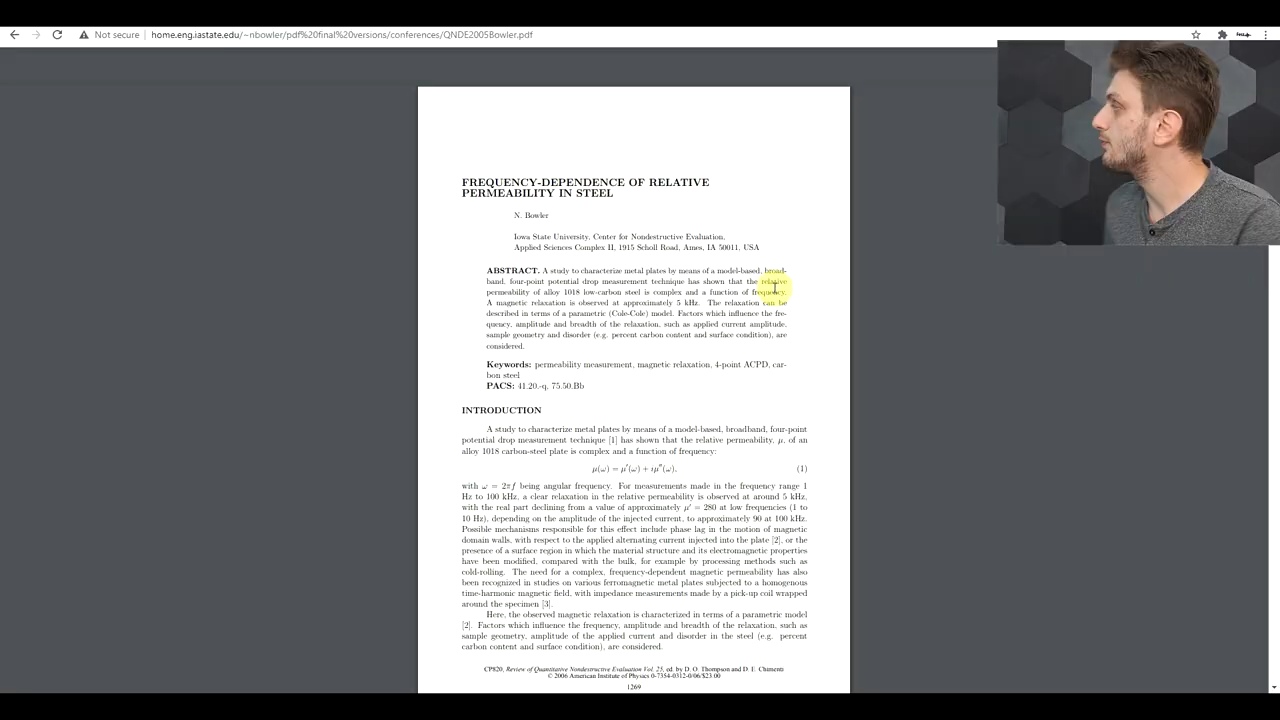 Not secure
home.eng.iastate.edu/~nbowler/pdf%20final%20versions/conferences/QNDE2005Bowler.pdf
FREQUENCY-DEPENDENCE OF RELATIVE
PERMEABILITY IN STEEL
N. Bowler
Iowa State University, Center for Nondestructive Evaluation,
Applied Sciences Complex II, 1915 Scholl Road, Ames, IA 50011, USA
ABSTRACT. A study to characterize metal plates by means of a model-based, broad-
band, four-point potential drop measurement technique has shown that the relative
permeability of alloy 1018 low-carbon steel is complex and a function of frequency.
A magnetic relaxation is observed at approximately 5 kHz. The relaxation can be
described in terms of a parametric (Cole-Cole) model. Factors which influence the fre-
quency, amplitude and breadth of the relaxation, such as applied current amplitude,
sample geometry and disorder (e.g. percent carbon content and surface condition), are
considered.
Keywords: permeability measurement, magnetic relaxation, 4-point ACPD, car-
bon steel
PACS: 41.20.-q, 75.50.Bb
INTRODUCTION
A study to characterize metal plates by means of a model-based, broadband, four-point
potential drop measurement technique [1] has shown that the relative permeability, μ, of an
alloy 1018 carbon-steel plate is complex and a function of frequency:
μ(ω) = μ′(ω) + ıμ″(ω), (1)
with ω = 2πf being angular frequency. For measurements made in the frequency range 1
Hz to 100 kHz, a clear relaxation in the relative permeability is observed at around 5 kHz,
with the real part declining from a value of approximately μ′ = 280 at low frequencies (1 to
10 Hz), depending on the amplitude of the injected current, to approximately 90 at 100 kHz.
Possible mechanisms responsible for this effect include phase lag in the motion of magnetic
domain walls, with respect to the applied alternating current injected into the plate [2], or the
presence of a surface region in which the material structure and its electromagnetic properties
have been modified, compared with the bulk, for example by processing methods such as
cold-rolling. The need for a complex, frequency-dependent magnetic permeability has also
been recognized in studies on various ferromagnetic metal plates subjected to a homogenous
time-harmonic magnetic field, with impedance measurements made by a pick-up coil wrapped
around the specimen [3].
Here, the observed magnetic relaxation is characterized in terms of a parametric model
[2]. Factors which influence the frequency, amplitude and breadth of the relaxation, such as
sample geometry, amplitude of the applied current and disorder in the steel (e.g. percent
carbon content and surface condition), are considered.
CP820, Review of Quantitative Nondestructive Evaluation Vol. 25, ed. by D. O. Thompson and D. E. Chimenti
© 2006 American Institute of Physics 0-7354-0312-0/06/$23.00
1269